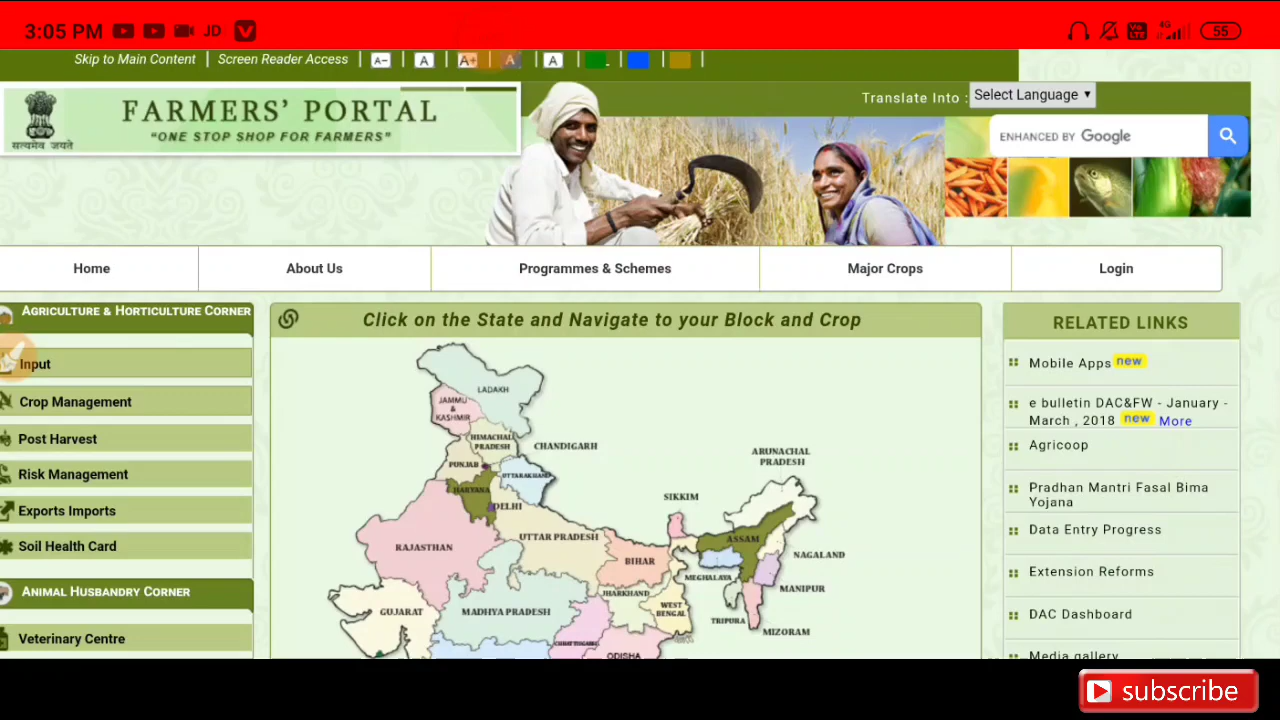 3:05 PM JD 4G 55
Skip to Main Content | Screen Reader Access | A- | A | A+ | A | A
FARMERS' PORTAL
"ONE STOP SHOP FOR FARMERS"
सत्यमेव जयते
Translate Into : Select Language
ENHANCED BY Google
Home About Us Programmes & Schemes Major Crops Login
AGRICULTURE & HORTICULTURE CORNER
Input
Crop Management
Post Harvest
Risk Management
Exports Imports
Soil Health Card
ANIMAL HUSBANDRY CORNER
Veterinary Centre
Click on the State and Navigate to your Block and Crop
LADAKH
JAMMU
&
KASHMIR
HIMACHAL
PRADESH
CHANDIGARH
PUNJAB
UTTARAKHAND
HARYANA
DELHI
ARUNACHAL
PRADESH
SIKKIM
RAJASTHAN
UTTAR PRADESH
BIHAR
ASSAM
NAGALAND
MEGHALAYA
MANIPUR
GUJARAT
MADHYA PRADESH
JHARKHAND
WEST
BENGAL
TRIPURA
MIZORAM
CHHATTISGARH
ODISHA
RELATED LINKS
Mobile Apps new
e bulletin DAC&FW - January -
March , 2018 new More
Agricoop
Pradhan Mantri Fasal Bima
Yojana
Data Entry Progress
Extension Reforms
DAC Dashboard
Media gallery
subscribe